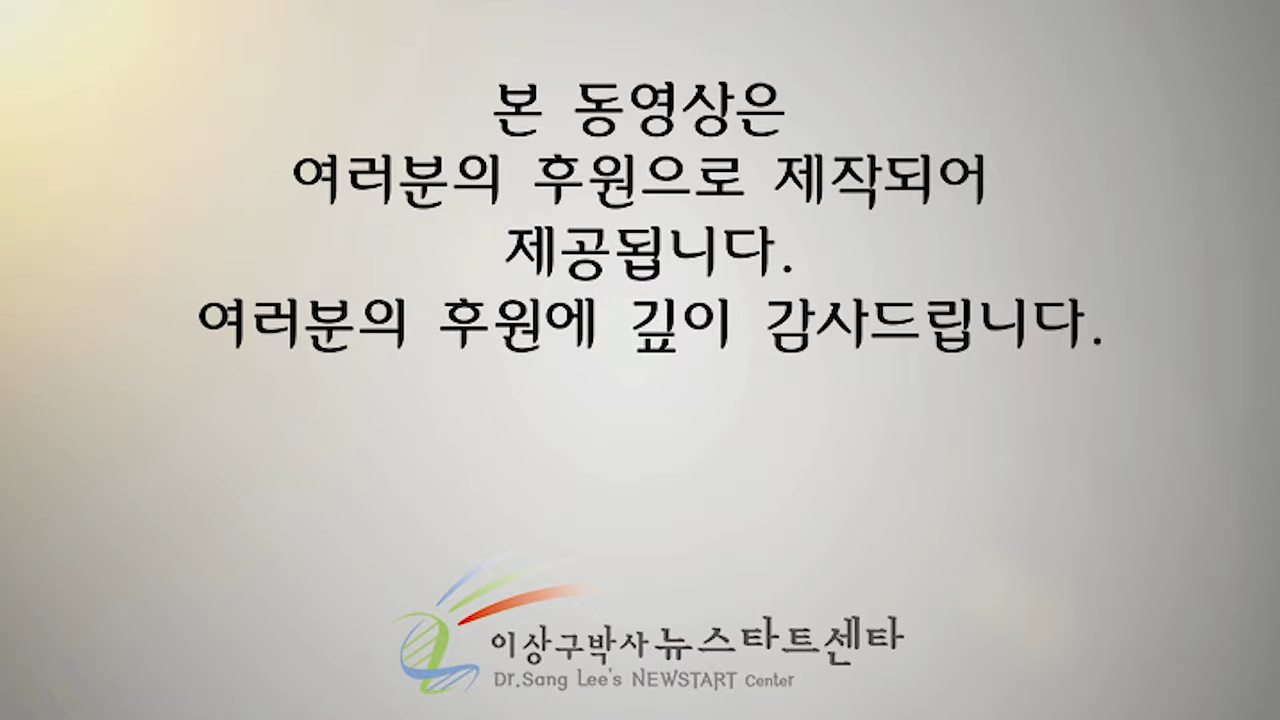 본 동영상은
여러분의 후원으로 제작되어
제공됩니다.
여러분의 후원에 깊이 감사드립니다.
이상구박사 뉴스타트센타
Dr.Sang Lee's NEWSTART Center